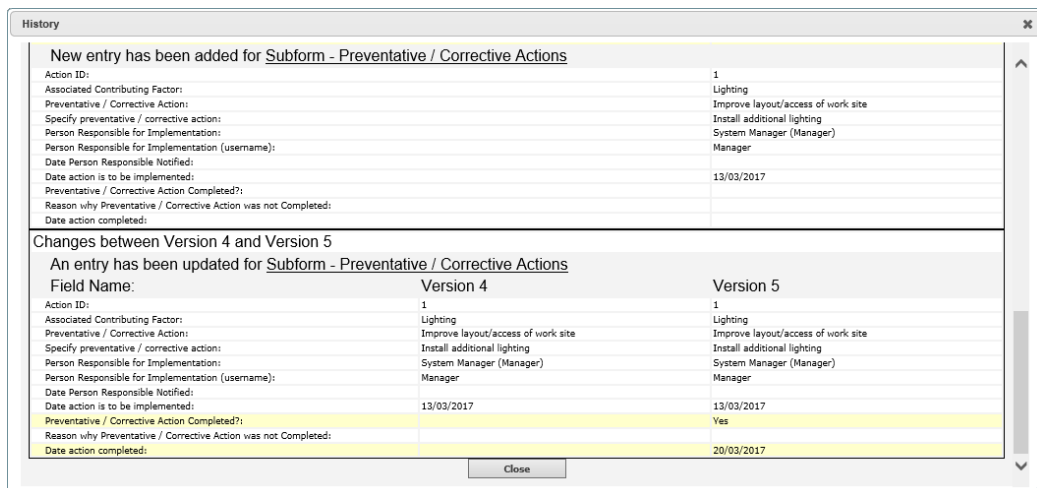 History
New entry has been added for Subform - Preventative / Corrective Actions
Action ID: 1
Associated Contributing Factor: Lighting
Preventative / Corrective Action: Improve layout/access of work site
Specify preventative / corrective action: Install additional lighting
Person Responsible for Implementation: System Manager (Manager)
Person Responsible for Implementation (username): Manager
Date Person Responsible Notified:
Date action is to be implemented: 13/03/2017
Preventative / Corrective Action Completed?:
Reason why Preventative / Corrective Action was not Completed:
Date action completed:
Changes between Version 4 and Version 5
An entry has been updated for Subform - Preventative / Corrective Actions
Field Name: Version 4 Version 5
Action ID: 1 1
Associated Contributing Factor: Lighting Lighting
Preventative / Corrective Action: Improve layout/access of work site Improve layout/access of work site
Specify preventative / corrective action: Install additional lighting Install additional lighting
Person Responsible for Implementation: System Manager (Manager) System Manager (Manager)
Person Responsible for Implementation (username): Manager Manager
Date Person Responsible Notified:
Date action is to be implemented: 13/03/2017 13/03/2017
Preventative / Corrective Action Completed?: Yes
Reason why Preventative / Corrective Action was not Completed:
Date action completed: 20/03/2017
Close